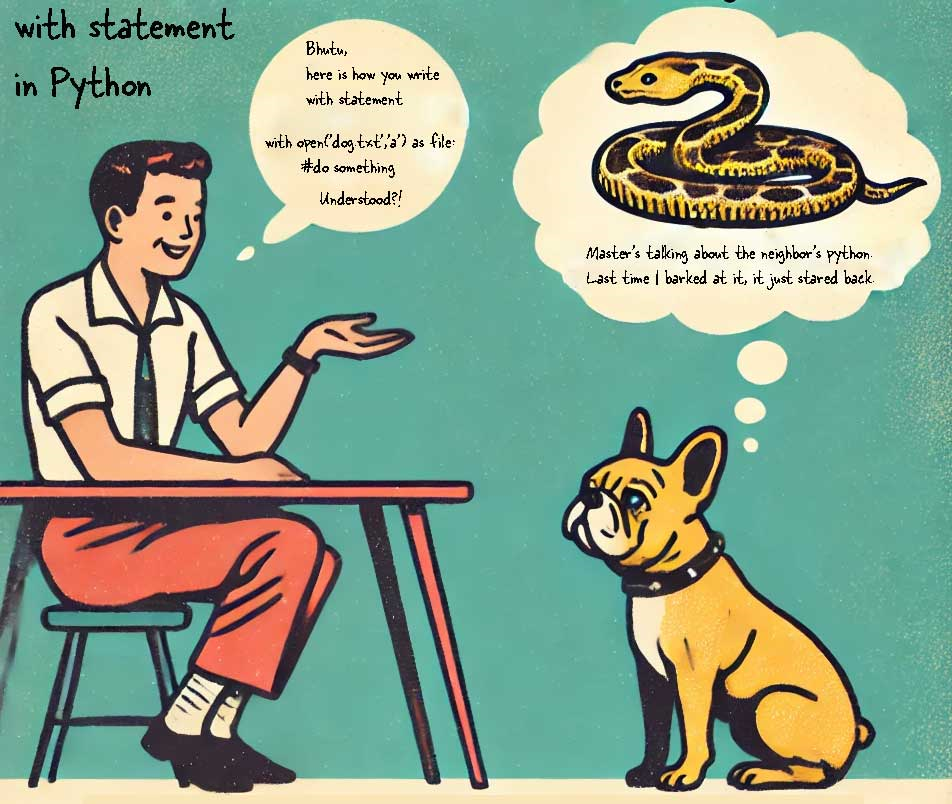 with statement
in Python
Bhutu,
here is how you write
with statement
with open('dog.txt','a') as file:
#do something
Understood?!
Master's talking about the neighbor's python.
Last time I barked at it, it just stared back.